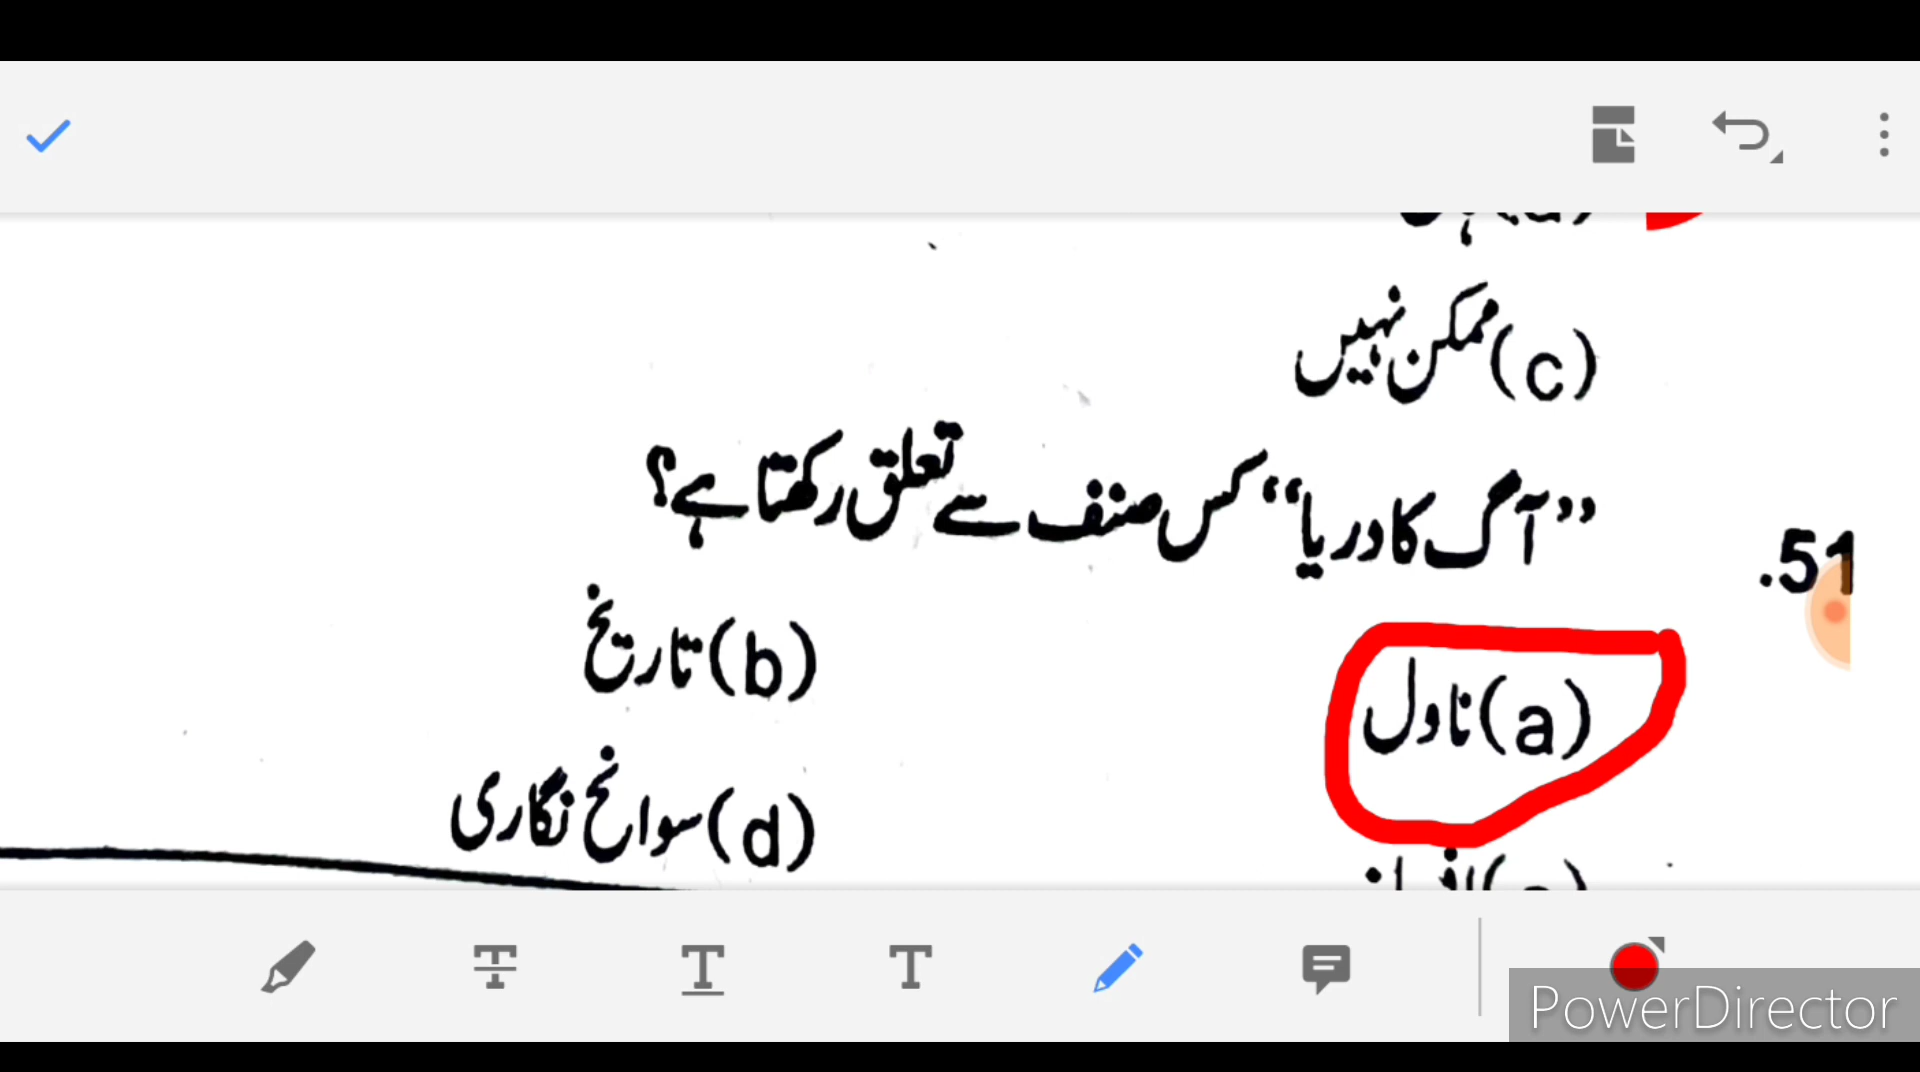 (c) ممکن نہیں
51. ”آگ کا دریا“ کس صنف سے تعلق رکھتا ہے؟
(a) ناول (b) تاریخ
(d) سوانح نگاری
PowerDirector